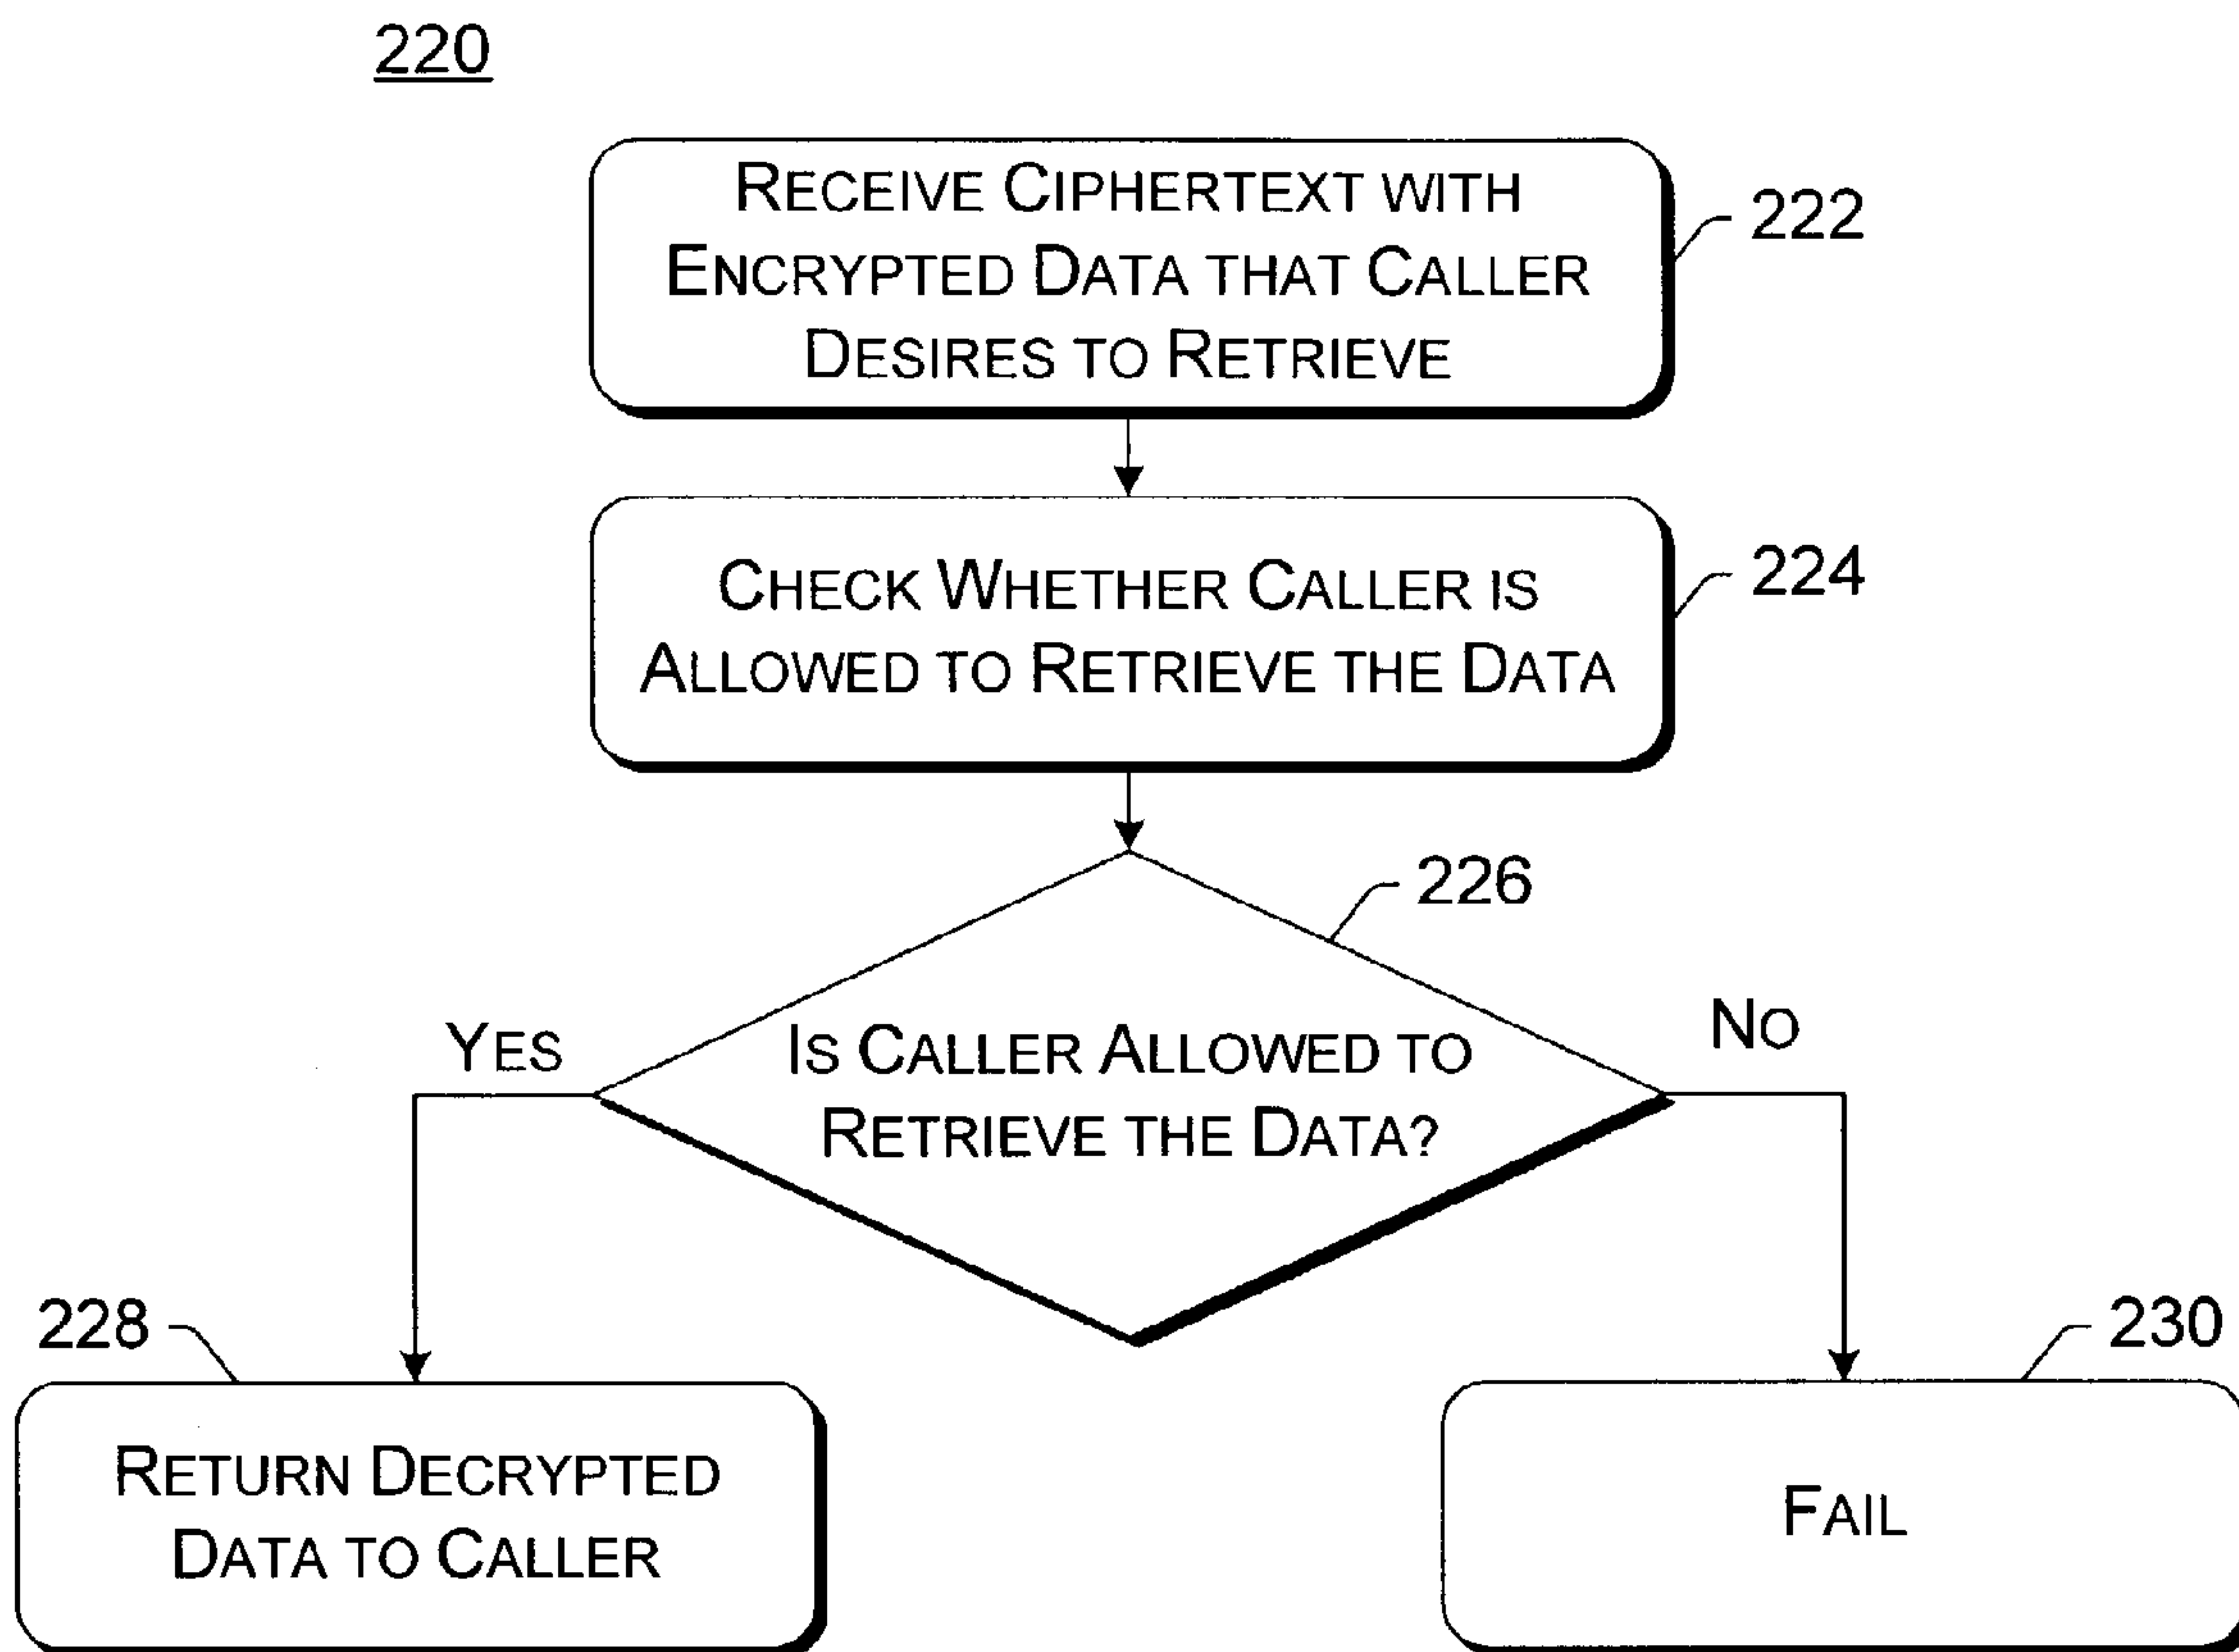 220
RECEIVE CIPHERTEXT WITH
ENCRYPTED DATA THAT CALLER
DESIRES TO RETRIEVE
222
CHECK WHETHER CALLER IS
ALLOWED TO RETRIEVE THE DATA
224
226
YES
IS CALLER ALLOWED TO
RETRIEVE THE DATA?
NO
228
RETURN DECRYPTED
DATA TO CALLER
230
FAIL